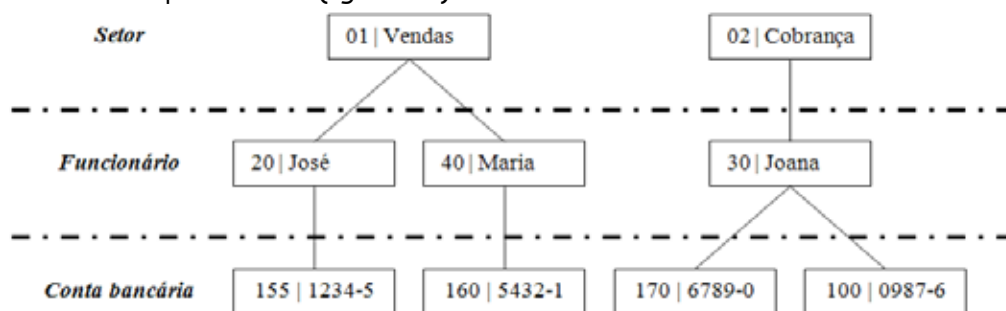 Setor 01 | Vendas 02 | Cobrança
Funcionário 20 | José 40 | Maria 30 | Joana
Conta bancária 155 | 1234-5 160 | 5432-1 170 | 6789-0 100 | 0987-6